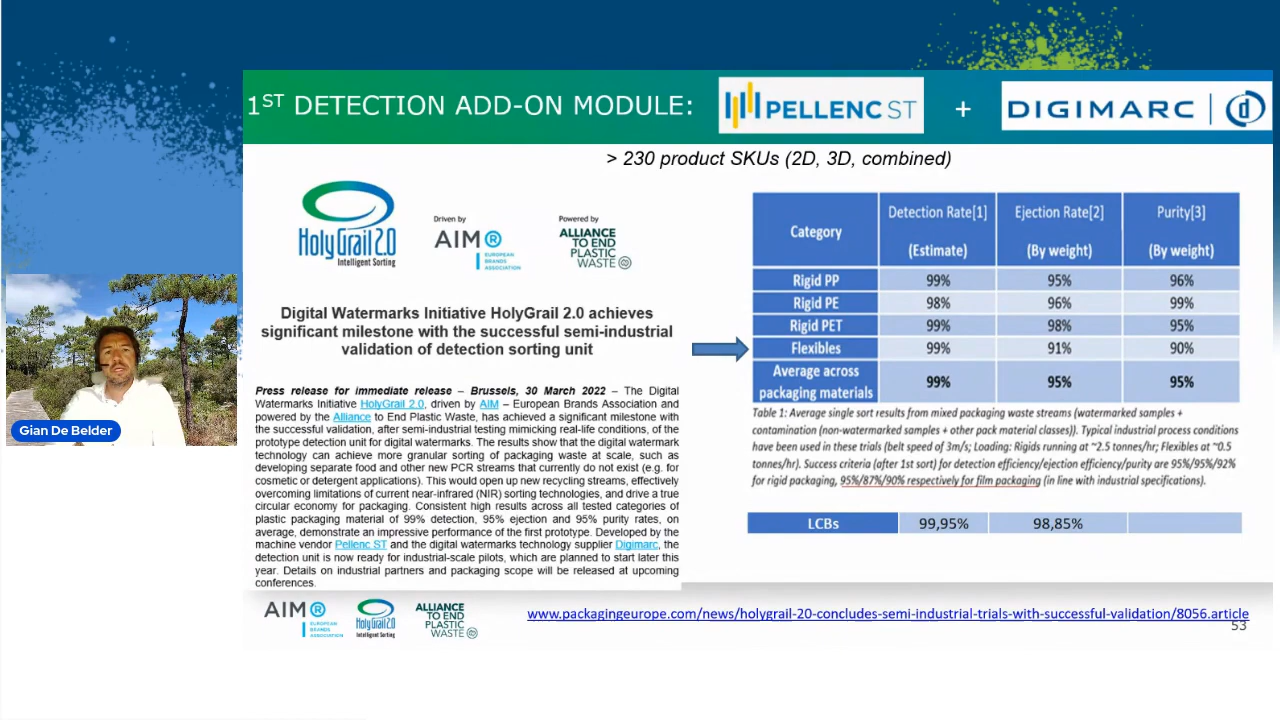 1ST DETECTION ADD-ON MODULE:
PELLENC ST
+
DIGIMARC
> 230 product SKUs (2D, 3D, combined)
HolyGrail 2.0
Intelligent Sorting
Driven by
AIM®
EUROPEAN
BRANDS
ASSOCIATION
Powered by
ALLIANCE
TO END
PLASTIC
WASTE
Digital Watermarks Initiative HolyGrail 2.0 achieves
significant milestone with the successful semi-industrial
validation of detection sorting unit
Press release for immediate release – Brussels, 30 March 2022 – The Digital
Watermarks Initiative HolyGrail 2.0, driven by AIM – European Brands Association and
powered by the Alliance to End Plastic Waste, has achieved a significant milestone with
the successful validation, after semi-industrial testing mimicking real-life conditions, of the
prototype detection unit for digital watermarks. The results show that the digital watermark
technology can achieve more granular sorting of packaging waste at scale, such as
developing separate food and other new PCR streams that currently do not exist (e.g. for
cosmetic or detergent applications). This would open up new recycling streams, effectively
overcoming limitations of current near-infrared (NIR) sorting technologies, and drive a true
circular economy for packaging. Consistent high results across all tested categories of
plastic packaging material of 99% detection, 95% ejection and 95% purity rates, on
average, demonstrate an impressive performance of the first prototype. Developed by the
machine vendor Pellenc ST and the digital watermarks technology supplier Digimarc, the
detection unit is now ready for industrial-scale pilots, which are planned to start later this
year. Details on industrial partners and packaging scope will be released at upcoming
conferences.
Category Detection Rate[1] (Estimate) Ejection Rate[2] (By weight) Purity[3] (By weight)
Rigid PP 99% 95% 96%
Rigid PE 98% 96% 99%
Rigid PET 99% 98% 95%
Flexibles 99% 91% 90%
Average across packaging materials 99% 95% 95%
Table 1: Average single sort results from mixed packaging waste streams (watermarked samples +
contamination (non-watermarked samples + other pack material classes)). Typical industrial process conditions
have been used in these trials (belt speed of 3m/s; Loading: Rigids running at ~2.5 tonnes/hr; Flexibles at ~0.5
tonnes/hr). Success criteria (after 1st sort) for detection efficiency/ejection efficiency/purity are 95%/95%/92%
for rigid packaging, 95%/87%/90% respectively for film packaging (in line with industrial specifications).
LCBs 99,95% 98,85%
Gian De Belder
AIM®
EUROPEAN
BRANDS
ASSOCIATION
HolyGrail 2.0
Intelligent Sorting
ALLIANCE
TO END
PLASTIC
WASTE
www.packagingeurope.com/news/holygrail-20-concludes-semi-industrial-trials-with-successful-validation/8056.article
53